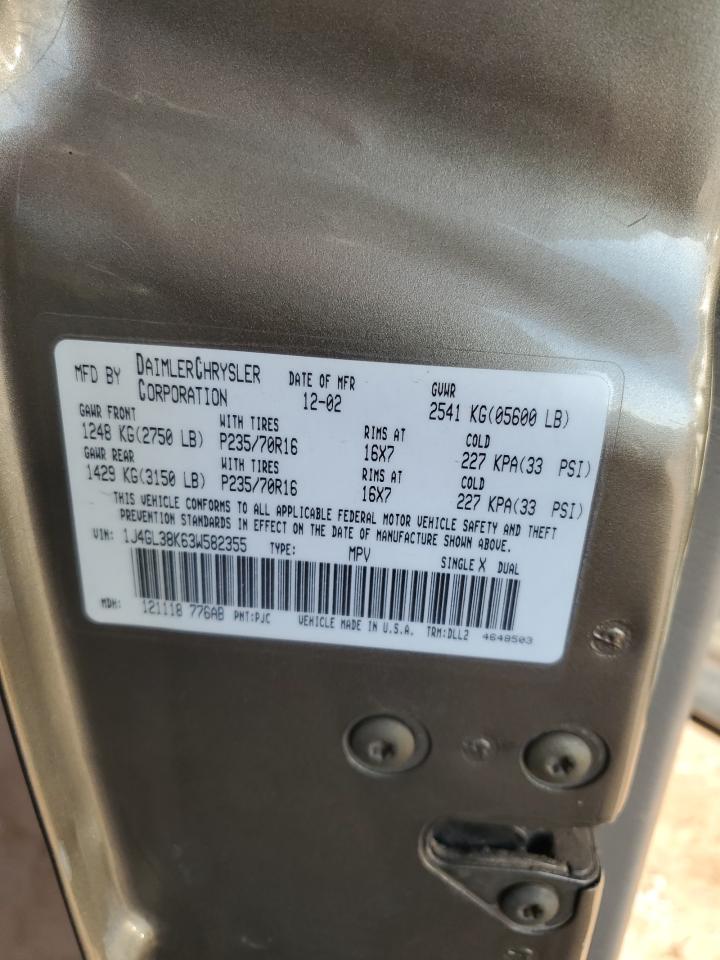 MFD BY DAIMLERCHRYSLER CORPORATION DATE OF MFR 12-02 GVWR 2541 KG(05600 LB)
GAWR FRONT WITH TIRES RIMS AT COLD
1248 KG(2750 LB) P235/70R16 16X7 227 KPA(33 PSI)
GAWR REAR WITH TIRES RIMS AT COLD
1429 KG(3150 LB) P235/70R16 16X7 227 KPA(33 PSI)
THIS VEHICLE CONFORMS TO ALL APPLICABLE FEDERAL MOTOR VEHICLE SAFETY AND THEFT
PREVENTION STANDARDS IN EFFECT ON THE DATE OF MANUFACTURE SHOWN ABOVE.
VIN: 1J4GL38K63W582355 TYPE: MPV SINGLE X DUAL
MDH: 121118 776AB PNT:PJC VEHICLE MADE IN U.S.A. TRM:DLL2 4648503